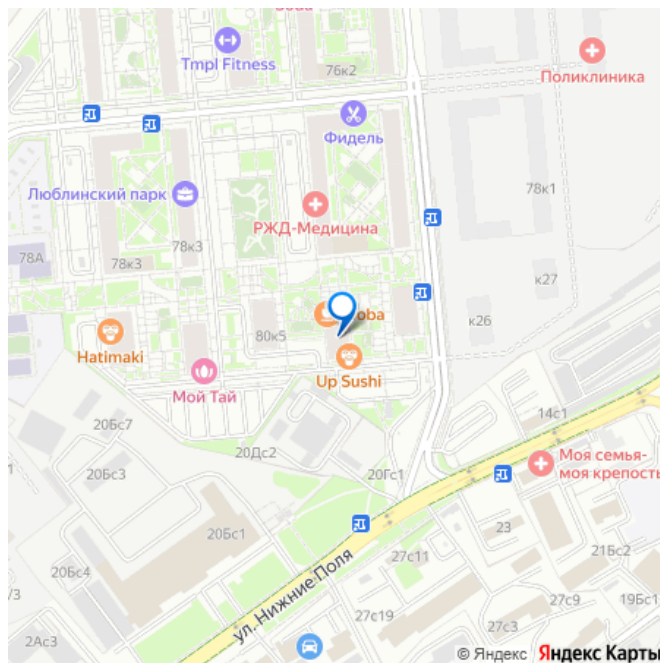 Tmpl Fitness
76к2
Поликлиника
Фидель
Люблинский парк
78к1
РЖД-Медицина
78А
78к3
78к3
к27
к26
80к5
Hatimaki
Up Sushi
Мой Тай
14с1
20Бс7
20Дс2
Моя семья-
моя крепость
20Бс3
20Гс1
20Бс1
23
27с11
21Бс2
20Бс4
ул. Нижние Поля
27с9
19Бс1
27с19
27с3
2Ас3
© Яндекс Яндекс Карты